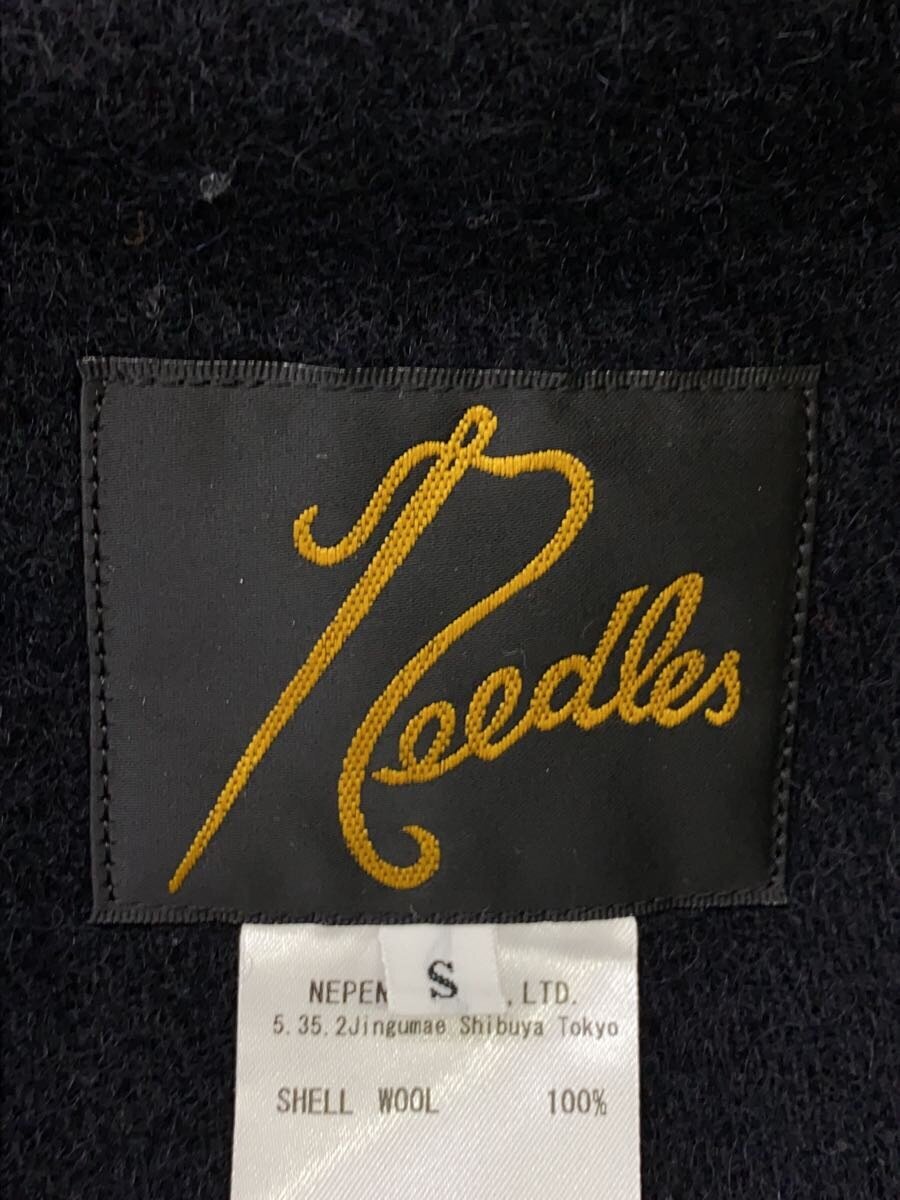 Needles
S
NEPEN , LTD.
5.35.2Jingumae Shibuya Tokyo
SHELL WOOL 100%